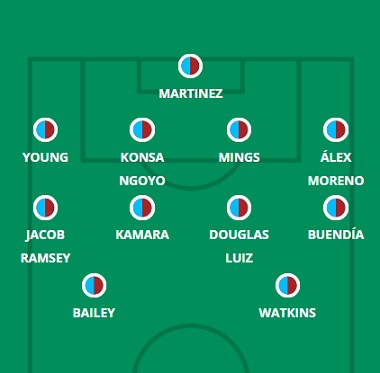 MARTINEZ
YOUNG
KONSA
NGOYO
MINGS
ÁLEX
MORENO
JACOB
RAMSEY
KAMARA
DOUGLAS
LUIZ
BUENDÍA
BAILEY
WATKINS